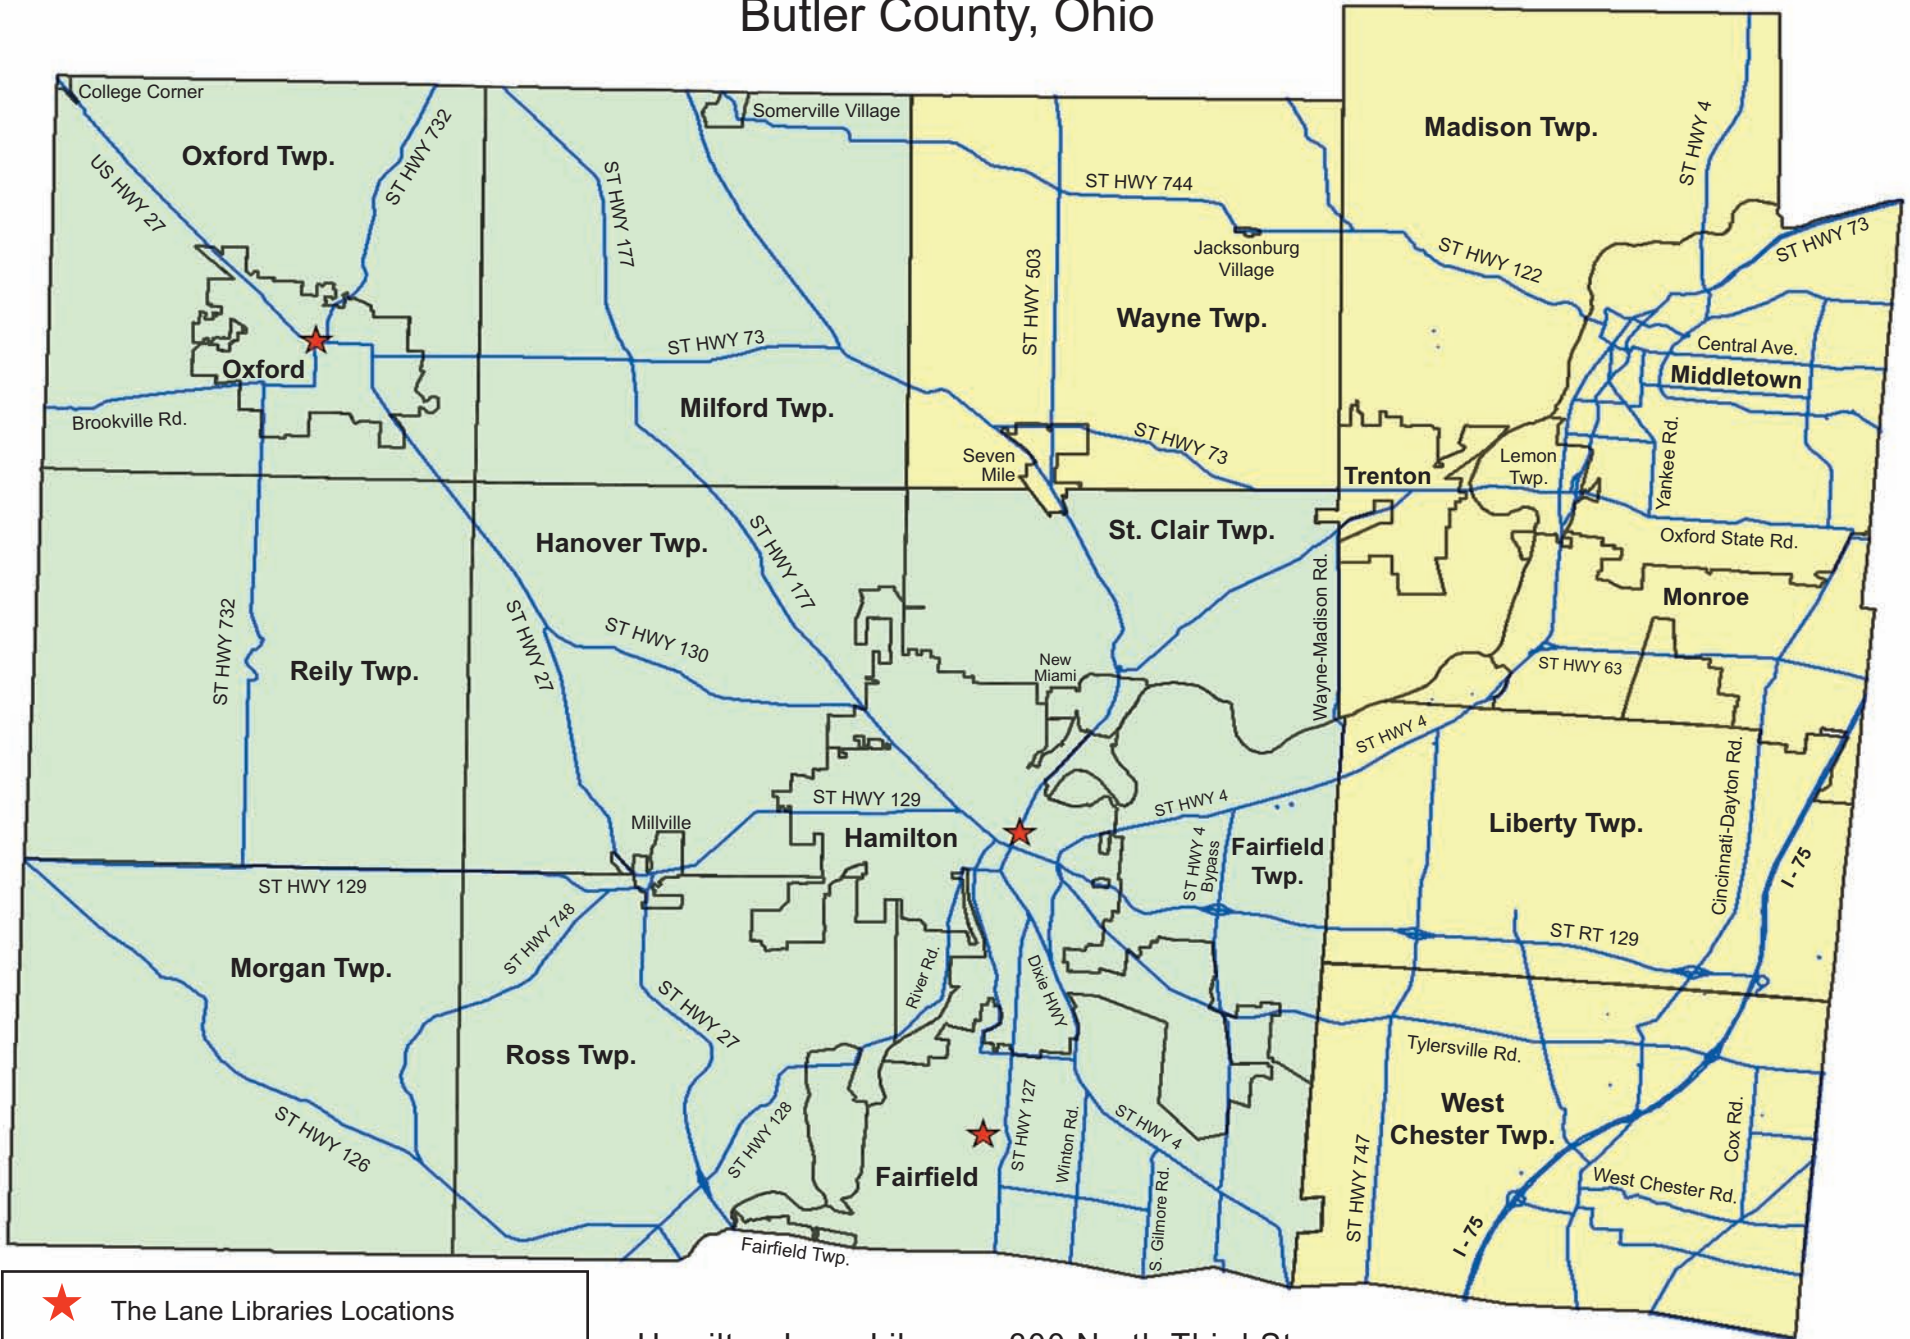 Butler County, Ohio
College Corner
Somerville Village
Madison Twp.
ST HWY 4
Oxford Twp.
ST HWY 732
US HWY 27
ST HWY 177
ST HWY 744
Jacksonburg
Village
ST HWY 122
ST HWY 73
ST HWY 503
Wayne Twp.
ST HWY 73
Central Ave.
Middletown
Oxford
Brookville Rd.
Milford Twp.
ST HWY 73
Seven
Mile
Trenton
Lemon
Twp.
Yankee Rd.
Oxford State Rd.
Hanover Twp.
ST HWY 177
St. Clair Twp.
Wayne-Madison Rd.
Monroe
ST HWY 732
Reily Twp.
ST HWY 27
ST HWY 130
New
Miami
ST HWY 63
ST HWY 4
ST HWY 129
Millville
Hamilton
ST HWY 4
ST HWY 4
Bypass
Fairfield
Twp.
Liberty Twp.
Cincinnati-Dayton Rd.
I - 75
ST HWY 129
ST HWY 748
Morgan Twp.
River Rd.
Dixie HWY
ST RT 129
ST HWY 27
Ross Twp.
Tylersville Rd.
ST HWY 126
ST HWY 128
ST HWY 127
Winton Rd.
ST HWY 4
West
Chester Twp.
Cox Rd.
Fairfield
S. Gilmore Rd.
ST HWY 747
West Chester Rd.
I - 75
Fairfield Twp.
The Lane Libraries Locations